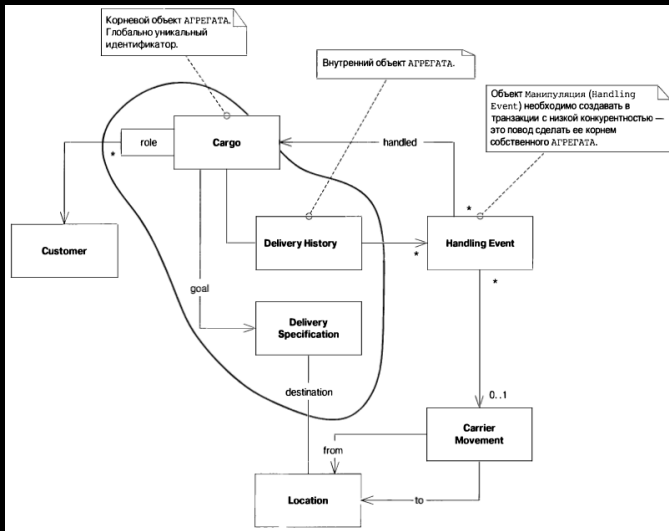 Корневой объект АГРЕГАТА.
Глобально уникальный
идентификатор.
Внутренний объект АГРЕГАТА.
Объект Манипуляция (Handling
Event) необходимо создавать в
транзакции с низкой конкурентностью —
это повод сделать ее корнем
собственного АГРЕГАТА.
role
*
Cargo
handled
*
Customer
Delivery History
*
Handling Event
*
goal
Delivery
Specification
destination
0..1
Carrier
Movement
from
Location
to